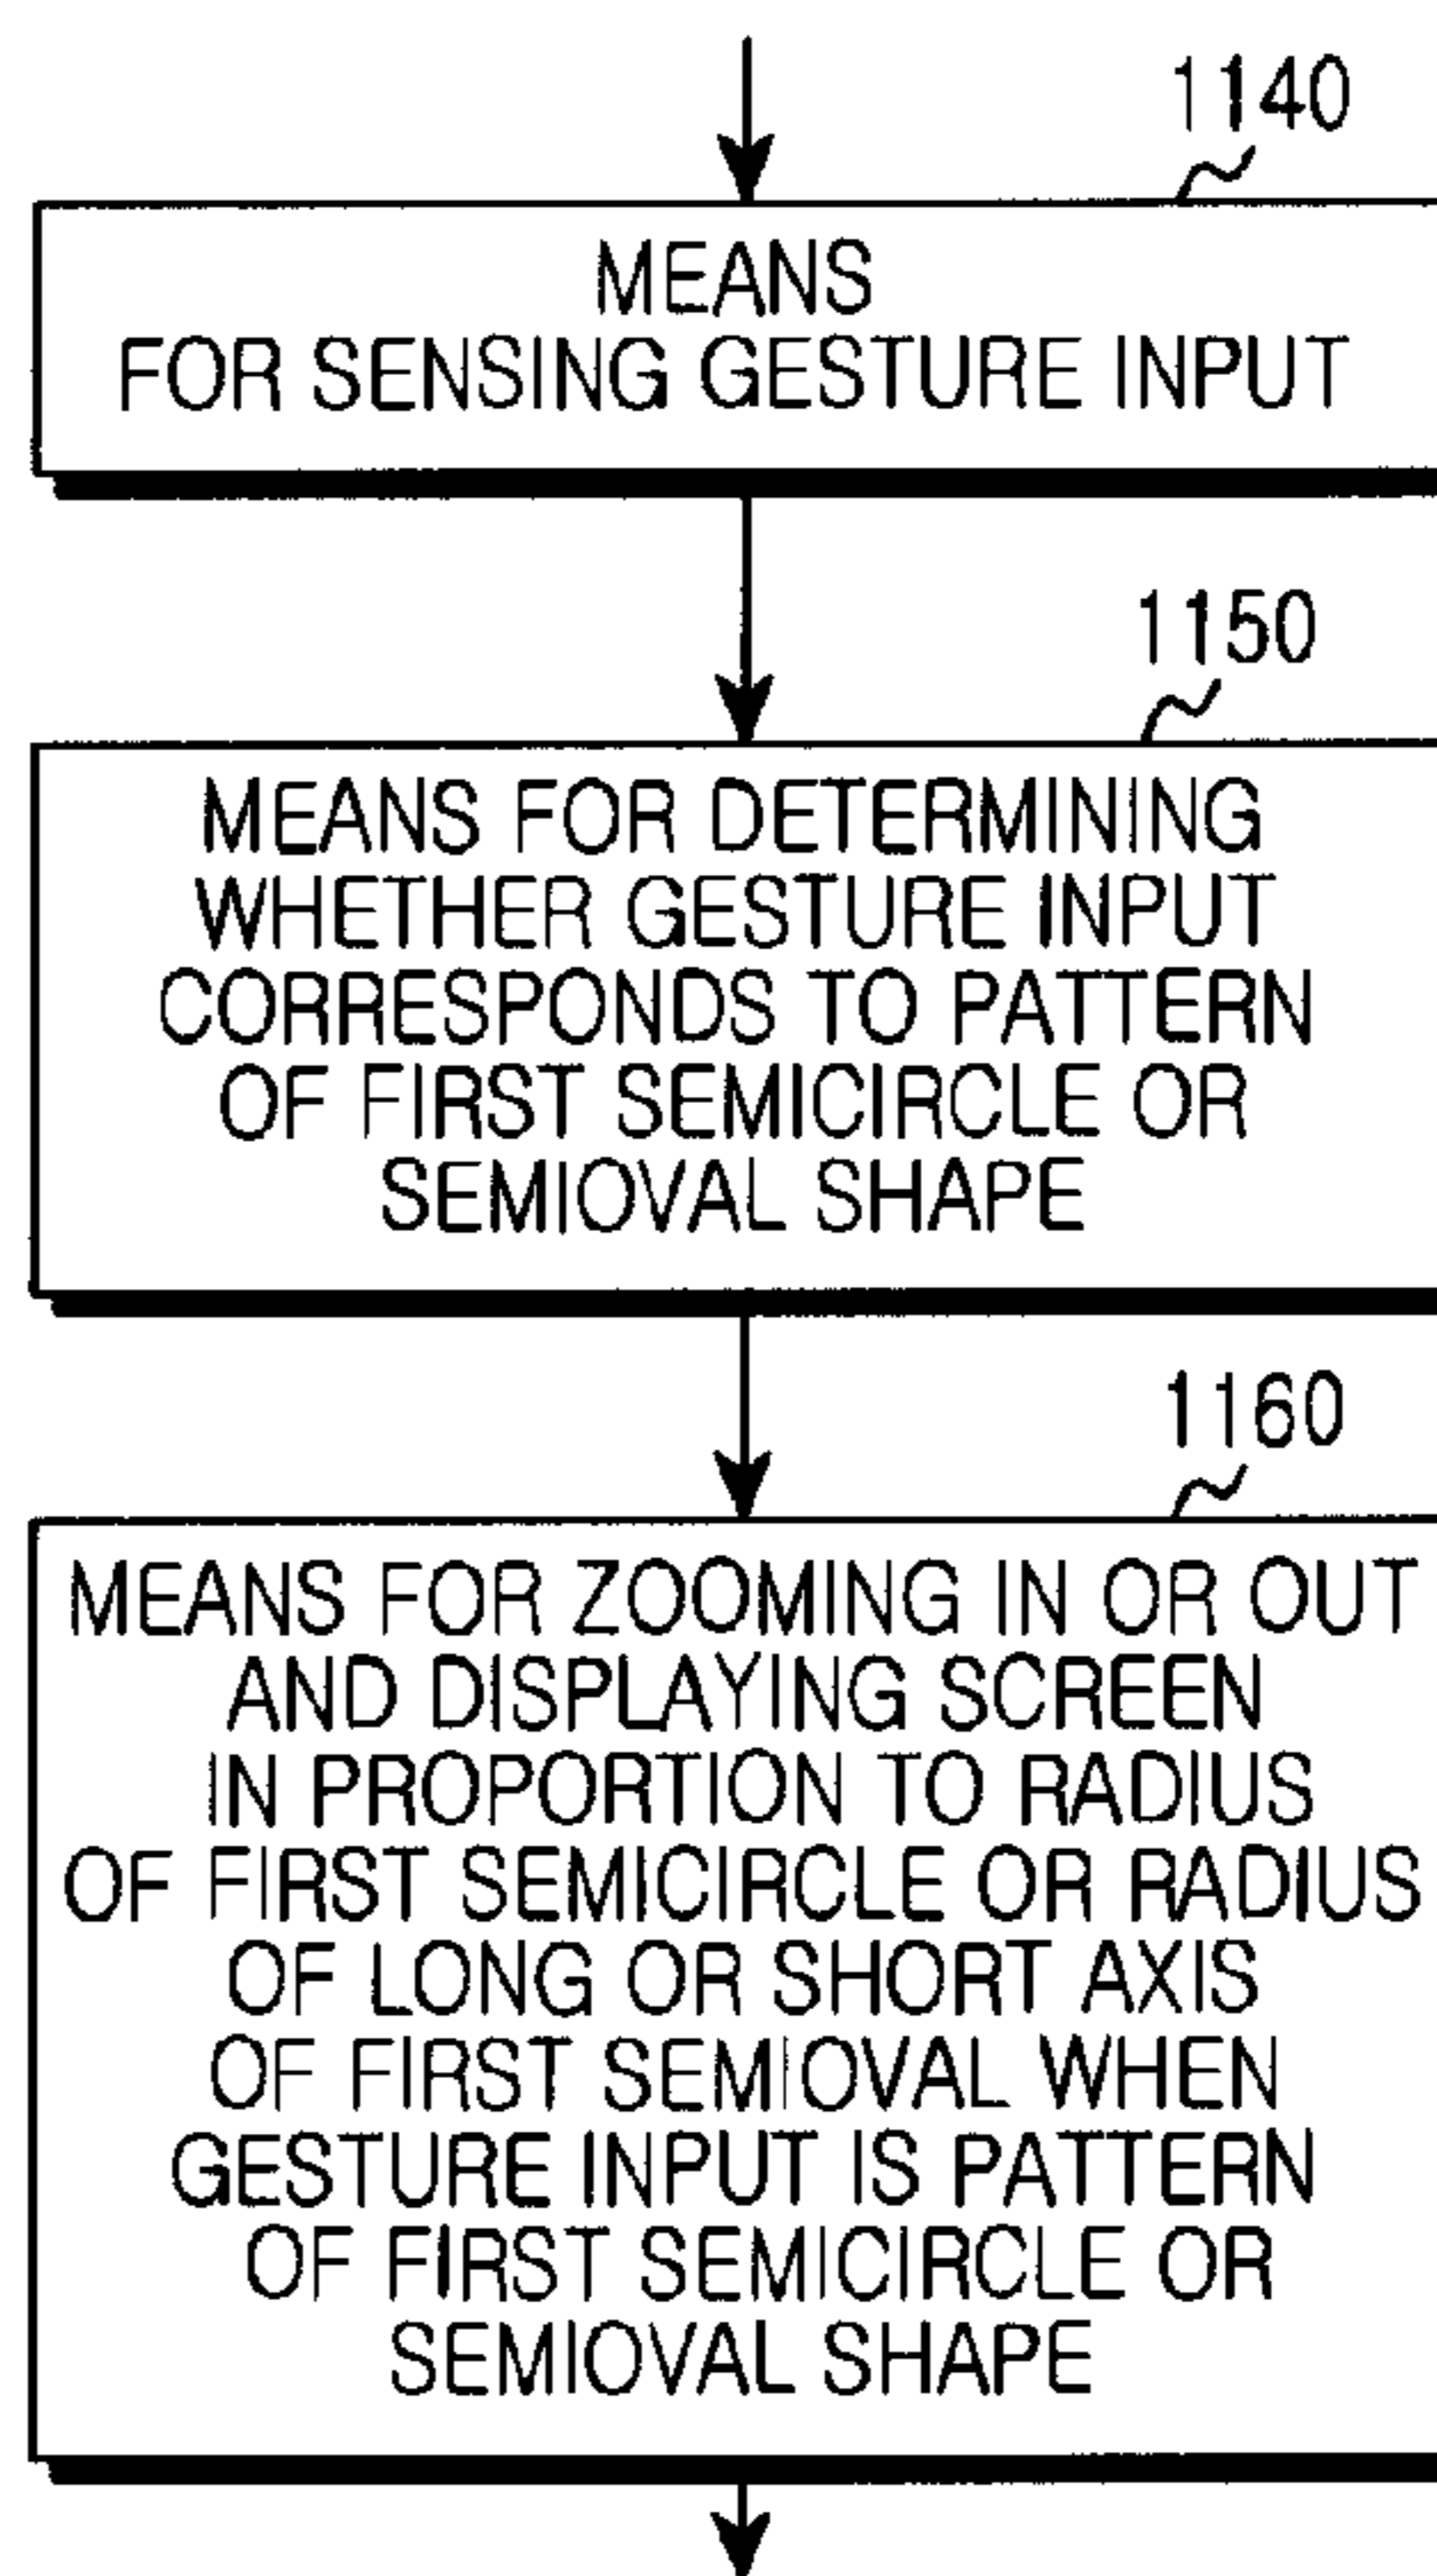 1140
MEANS
FOR SENSING GESTURE INPUT
1150
MEANS FOR DETERMINING
WHETHER GESTURE INPUT
CORRESPONDS TO PATTERN
OF FIRST SEMICIRCLE OR
SEMIOVAL SHAPE
1160
MEANS FOR ZOOMING IN OR OUT
AND DISPLAYING SCREEN
IN PROPORTION TO RADIUS
OF FIRST SEMICIRCLE OR RADIUS
OF LONG OR SHORT AXIS
OF FIRST SEMIOVAL WHEN
GESTURE INPUT IS PATTERN
OF FIRST SEMICIRCLE OR
SEMIOVAL SHAPE